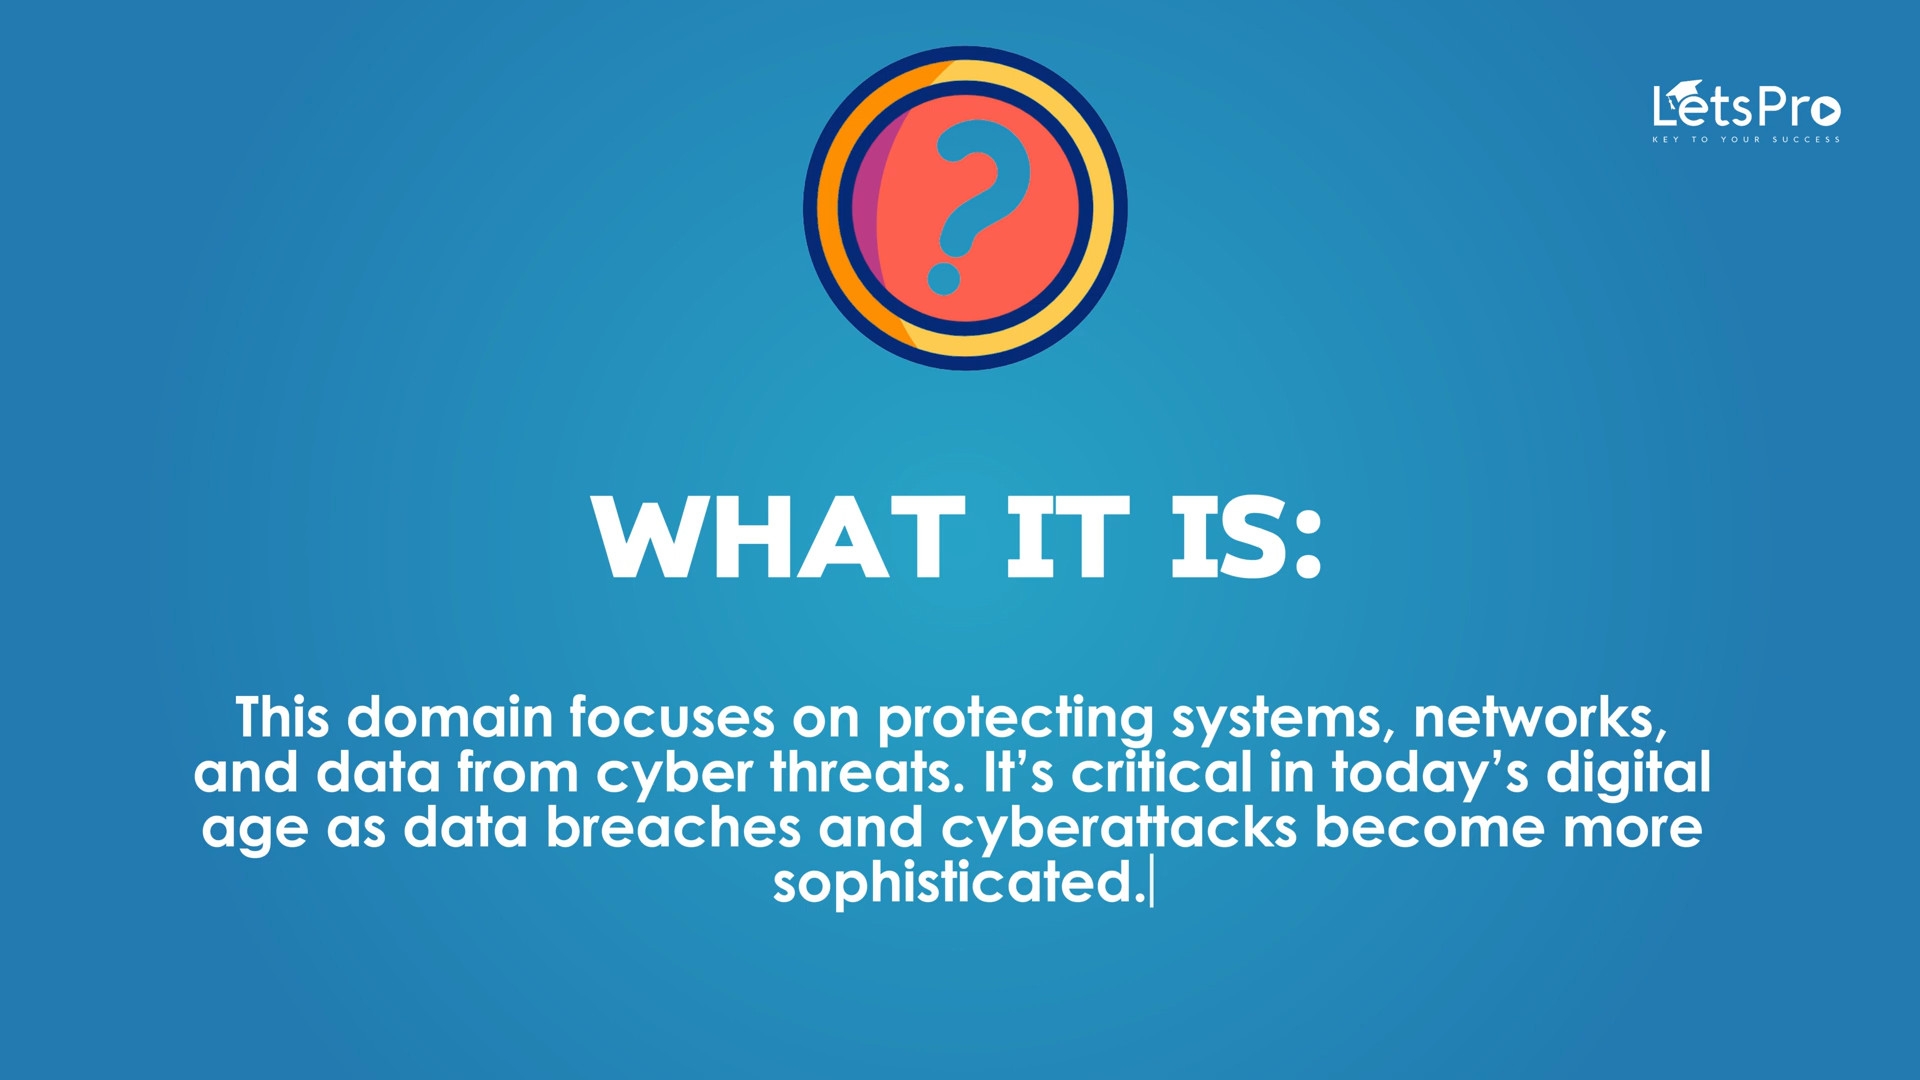 LetsPro
KEY TO YOUR SUCCESS
?
WHAT IT IS:
This domain focuses on protecting systems, networks,
and data from cyber threats. It’s critical in today’s digital
age as data breaches and cyberattacks become more
sophisticated.